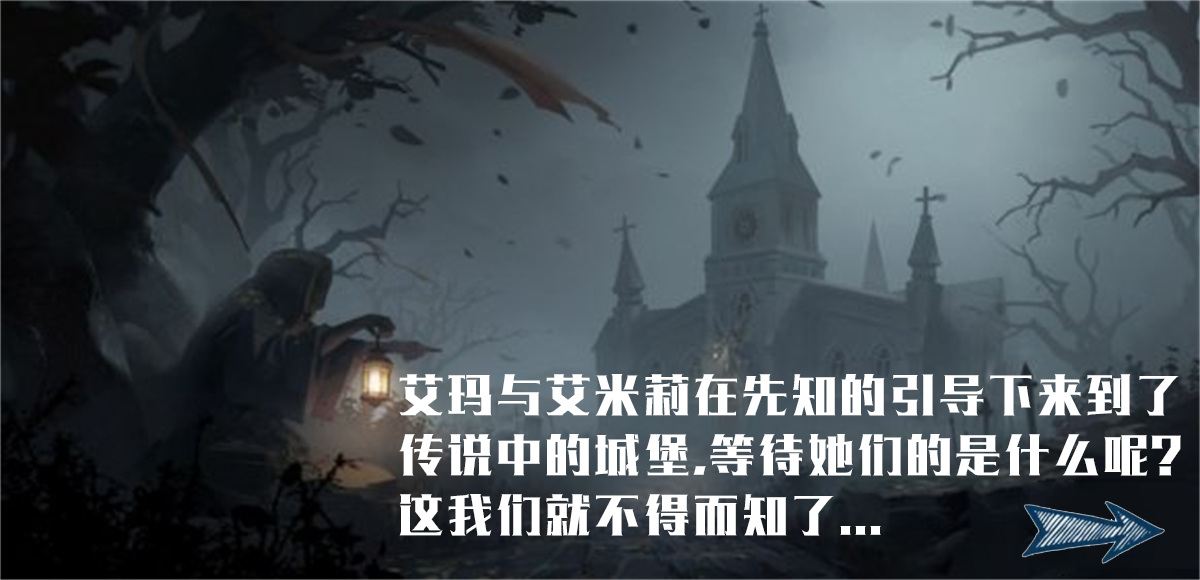 艾玛与艾米莉在先知的引导下来到了
传说中的城堡,等待她们的是什么呢?
这我们就不得而知了...